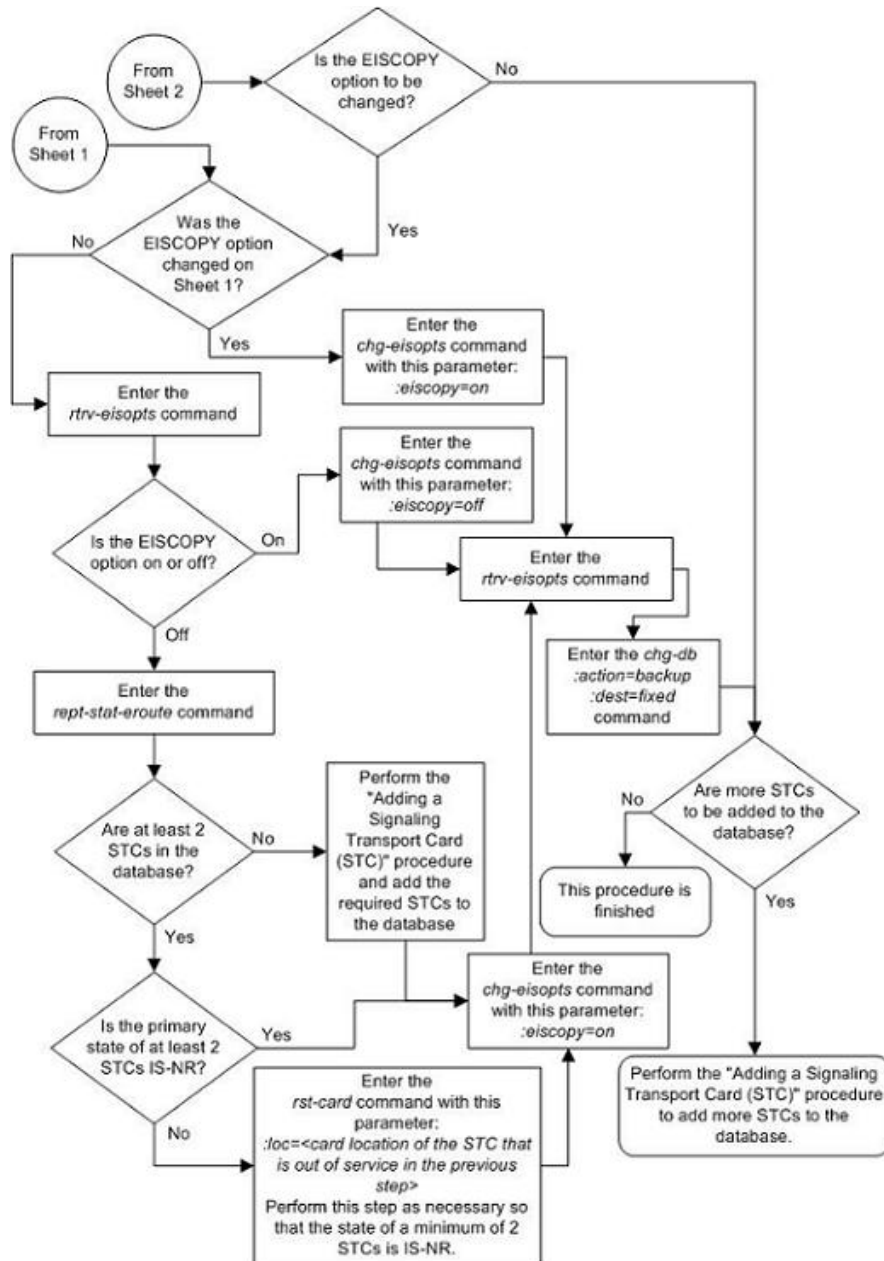 From
Sheet 2
Is the EISCOPY
option to be
changed?
No
From
Sheet 1
Yes
Was the
EISCOPY option
changed on
Sheet 1?
No
Yes
Enter the
chg-eisopts command
with this parameter:
:eiscopy=on
Enter the
rtrv-eisopts command
Enter the
chg-eisopts command
with this parameter:
:eiscopy=off
Is the EISCOPY
option on or off?
On
Off
Enter the
rtrv-eisopts command
Enter the chg-db
:action=backup
:dest=fixed
command
Enter the
rept-stat-eroute command
Are at least 2
STCs in the
database?
No
Yes
Perform the
"Adding a
Signaling
Transport Card
(STC)" procedure
and add the
required STCs to
the database
Are more STCs
to be added to the
database?
No
Yes
This procedure is
finished
Is the primary
state of at least 2
STCs IS-NR?
Yes
No
Enter the
chg-eisopts command
with this parameter:
:eiscopy=on
Enter the
rst-card command with this
parameter:
:loc=<card location of the STC that
is out of service in the previous
step>
Perform this step as necessary so
that the state of a minimum of 2
STCs is IS-NR.
Perform the "Adding a Signaling
Transport Card (STC)" procedure
to add more STCs to the
database.